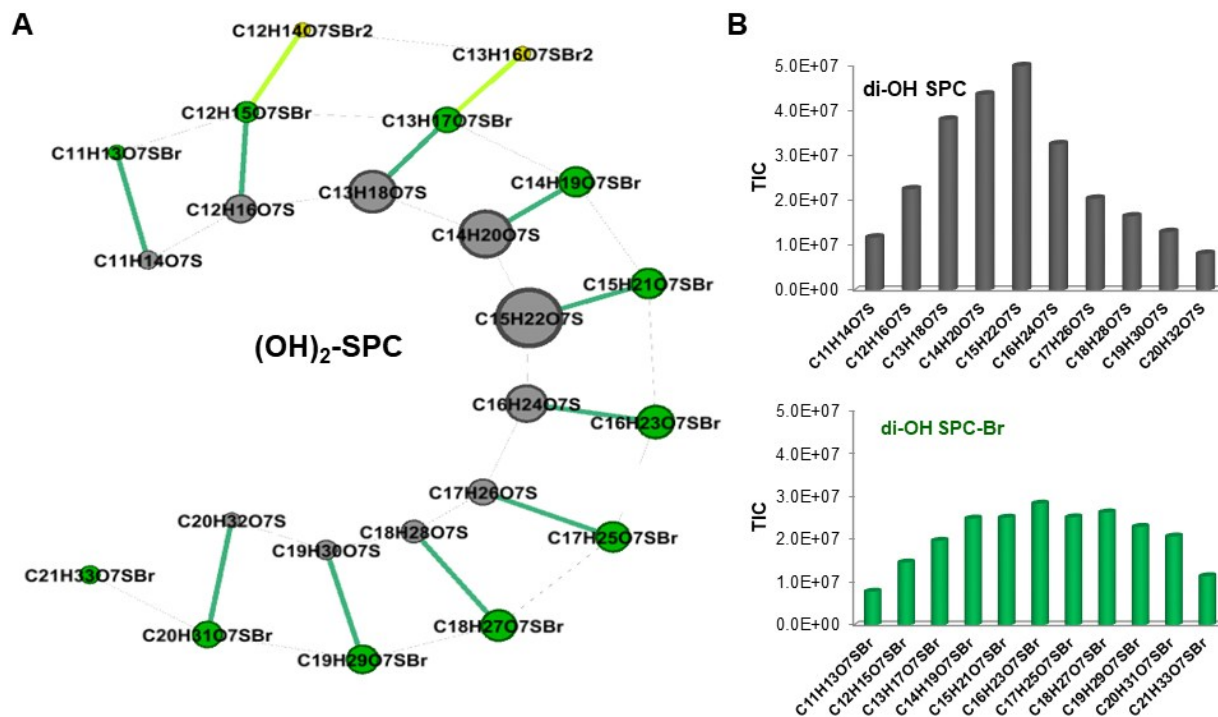 A
C12H14O7SBr2
C13H16O7SBr2
C12H15O7SBr
C13H17O7SBr
C11H13O7SBr
C14H19O7SBr
C13H18O7S
C12H16O7S
C14H20O7S
C11H14O7S
C15H21O7SBr
C15H22O7S
(OH)2-SPC
C16H24O7S
C16H23O7SBr
C17H26O7S
C20H32O7S
C18H28O7S
C17H25O7SBr
C19H30O7S
C21H33O7SBr
C20H31O7SBr
C18H27O7SBr
C19H29O7SBr
B
5.0E+07
di-OH SPC
4.0E+07
3.0E+07
TIC
2.0E+07
1.0E+07
0.0E+00
C11H14O7S
C12H16O7S
C13H18O7S
C14H20O7S
C15H22O7S
C16H24O7S
C17H26O7S
C18H28O7S
C19H30O7S
C20H32O7S
5.0E+07
di-OH SPC-Br
4.0E+07
3.0E+07
TIC
2.0E+07
1.0E+07
0.0E+00
C11H13O7SBr
C12H15O7SBr
C13H17O7SBr
C14H19O7SBr
C15H21O7SBr
C16H23O7SBr
C17H25O7SBr
C18H27O7SBr
C19H29O7SBr
C20H31O7SBr
C21H33O7SBr